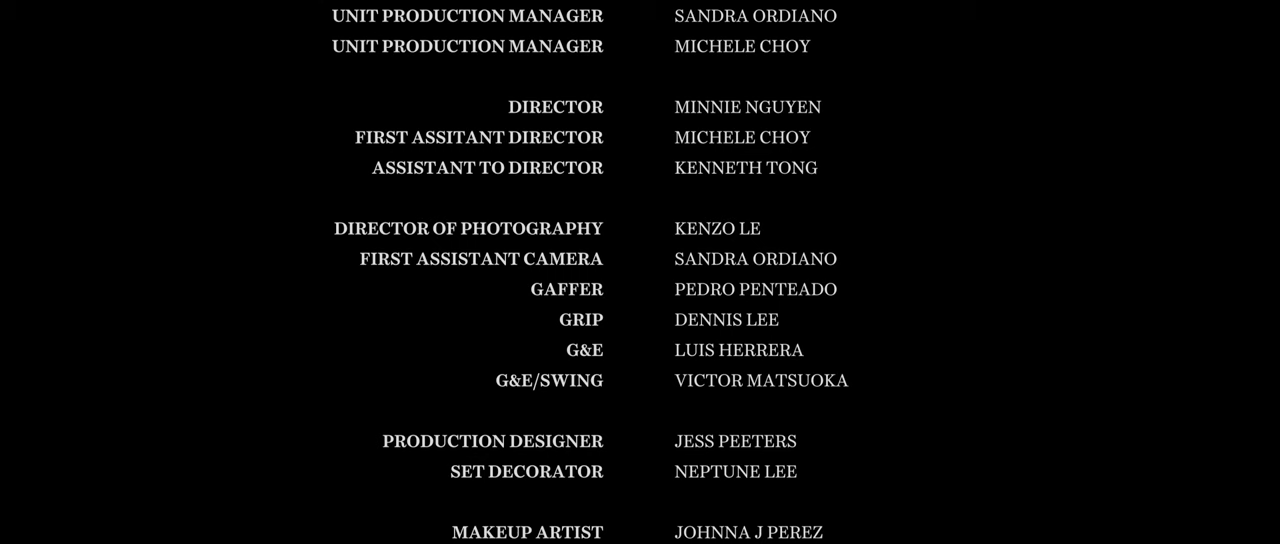 UNIT PRODUCTION MANAGER SANDRA ORDIANO
UNIT PRODUCTION MANAGER MICHELE CHOY
DIRECTOR MINNIE NGUYEN
FIRST ASSITANT DIRECTOR MICHELE CHOY
ASSISTANT TO DIRECTOR KENNETH TONG
DIRECTOR OF PHOTOGRAPHY KENZO LE
FIRST ASSISTANT CAMERA SANDRA ORDIANO
GAFFER PEDRO PENTEADO
GRIP DENNIS LEE
G&E LUIS HERRERA
G&E/SWING VICTOR MATSUOKA
PRODUCTION DESIGNER JESS PEETERS
SET DECORATOR NEPTUNE LEE
MAKEUP ARTIST JOHNNA J PEREZ